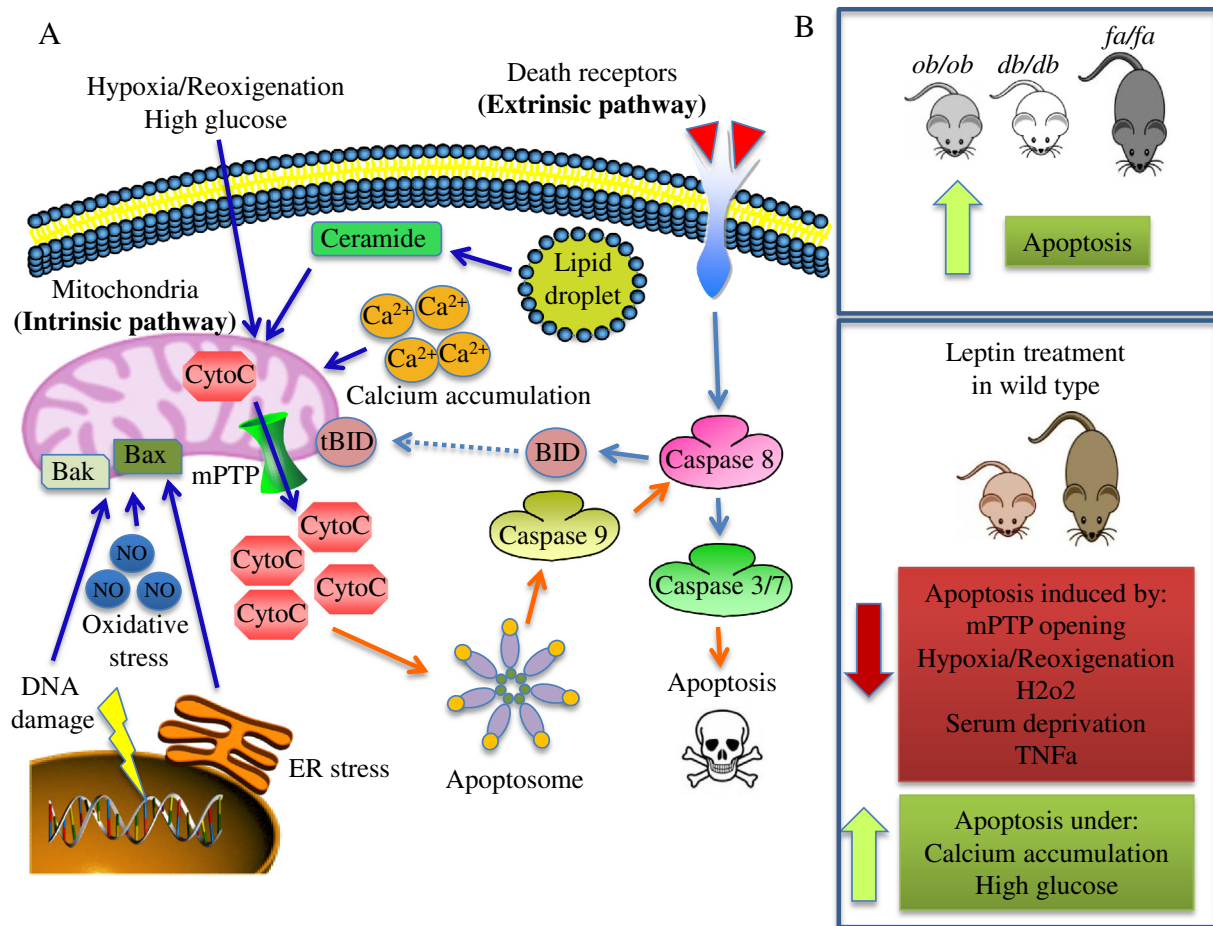 A
Hypoxia/Reoxigenation
High glucose
Death receptors
(Extrinsic pathway)
Ceramide
Lipid
droplet
Mitochondria
(Intrinsic pathway)
Ca2+
Ca2+
Ca2+
Ca2+
Calcium accumulation
CytoC
tBID
BID
Caspase 8
Bak
Bax
mPTP
CytoC
CytoC
CytoC
CytoC
Caspase 9
Caspase 3/7
NO
NO
NO
Oxidative
stress
DNA
damage
ER stress
Apoptosome
Apoptosis
B
ob/ob
db/db
fa/fa
Apoptosis
Leptin treatment
in wild type
Apoptosis induced by:
mPTP opening
Hypoxia/Reoxigenation
H2o2
Serum deprivation
TNFa
Apoptosis under:
Calcium accumulation
High glucose